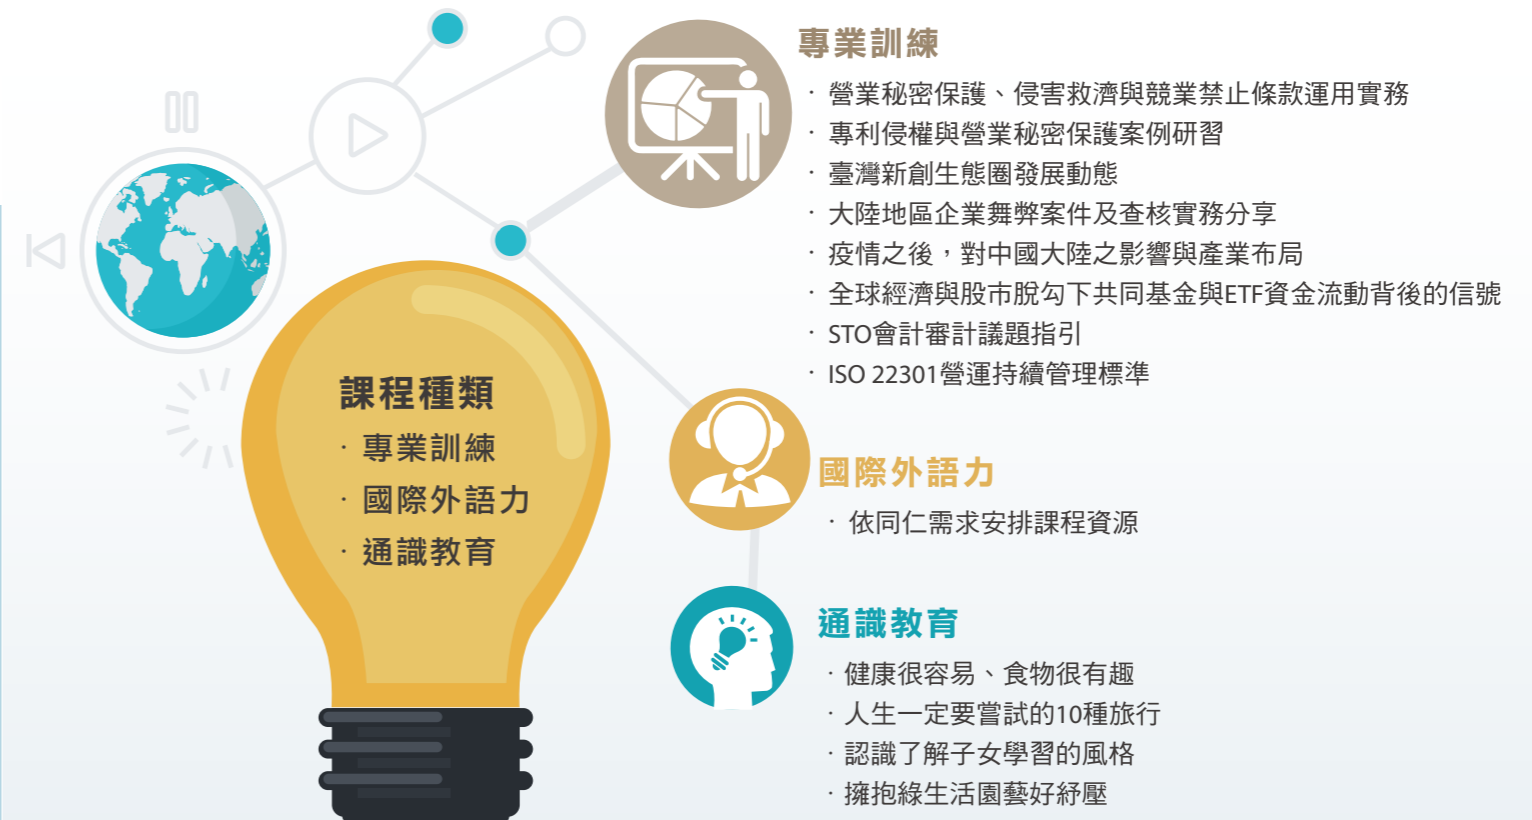 課程種類
· 專業訓練
· 國際外語力
· 通識教育
專業訓練
· 營業秘密保護、侵害救濟與競業禁止條款運用實務
· 專利侵權與營業秘密保護案例研習
· 臺灣新創生態圈發展動態
· 大陸地區企業舞弊案件及查核實務分享
· 疫情之後，對中國大陸之影響與產業布局
· 全球經濟與股市脫勾下共同基金與ETF資金流動背後的信號
· STO會計審計議題指引
· ISO 22301營運持續管理標準
國際外語力
· 依同仁需求安排課程資源
通識教育
· 健康很容易、食物很有趣
· 人生一定要嘗試的10種旅行
· 認識了解子女學習的風格
· 擁抱綠生活園藝好紓壓